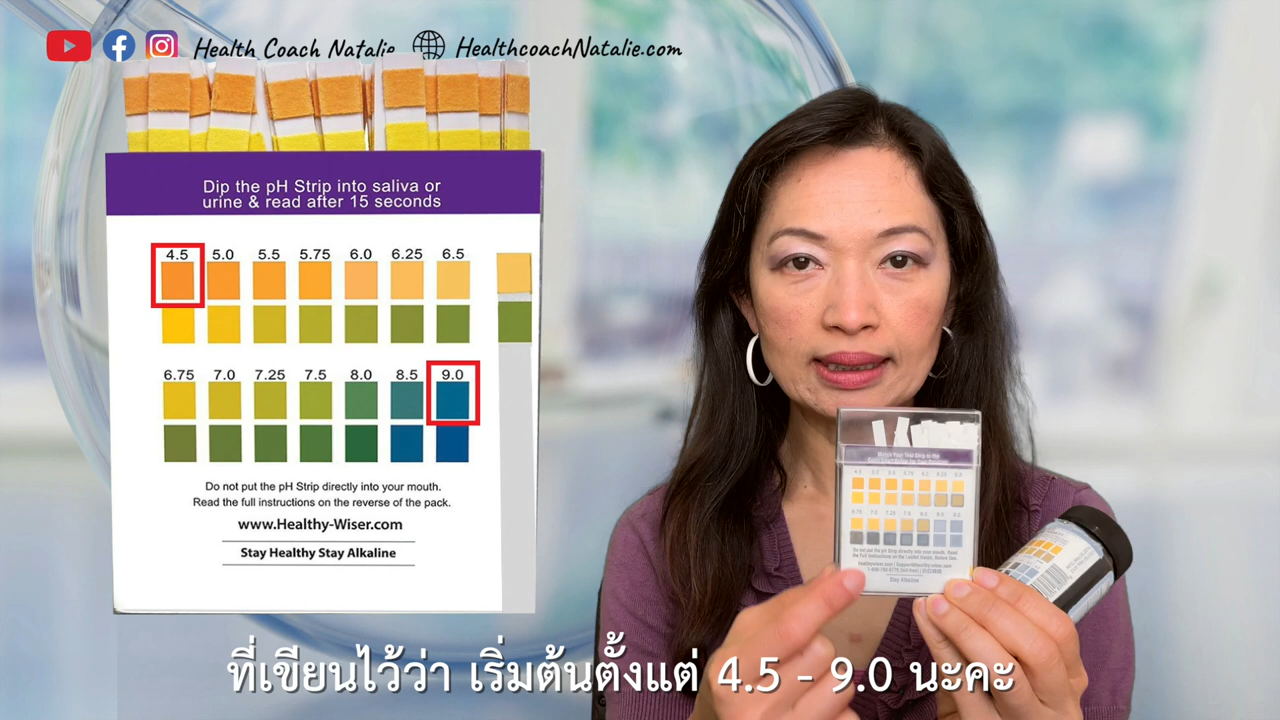 Health Coach Natalie
HealthcoachNatalie.com
Dip the pH Strip into saliva or
urine & read after 15 seconds
4.5 5.0 5.5 5.75 6.0 6.25 6.5
6.75 7.0 7.25 7.5 8.0 8.5 9.0
Do not put the pH Strip directly into your mouth.
Read the full instructions on the reverse of the pack.
www.Healthy-Wiser.com
Stay Healthy Stay Alkaline
Stay Alkaline
ที่เขียนไว้ว่า เริ่มต้นตั้งแต่ 4.5 - 9.0 นะคะ